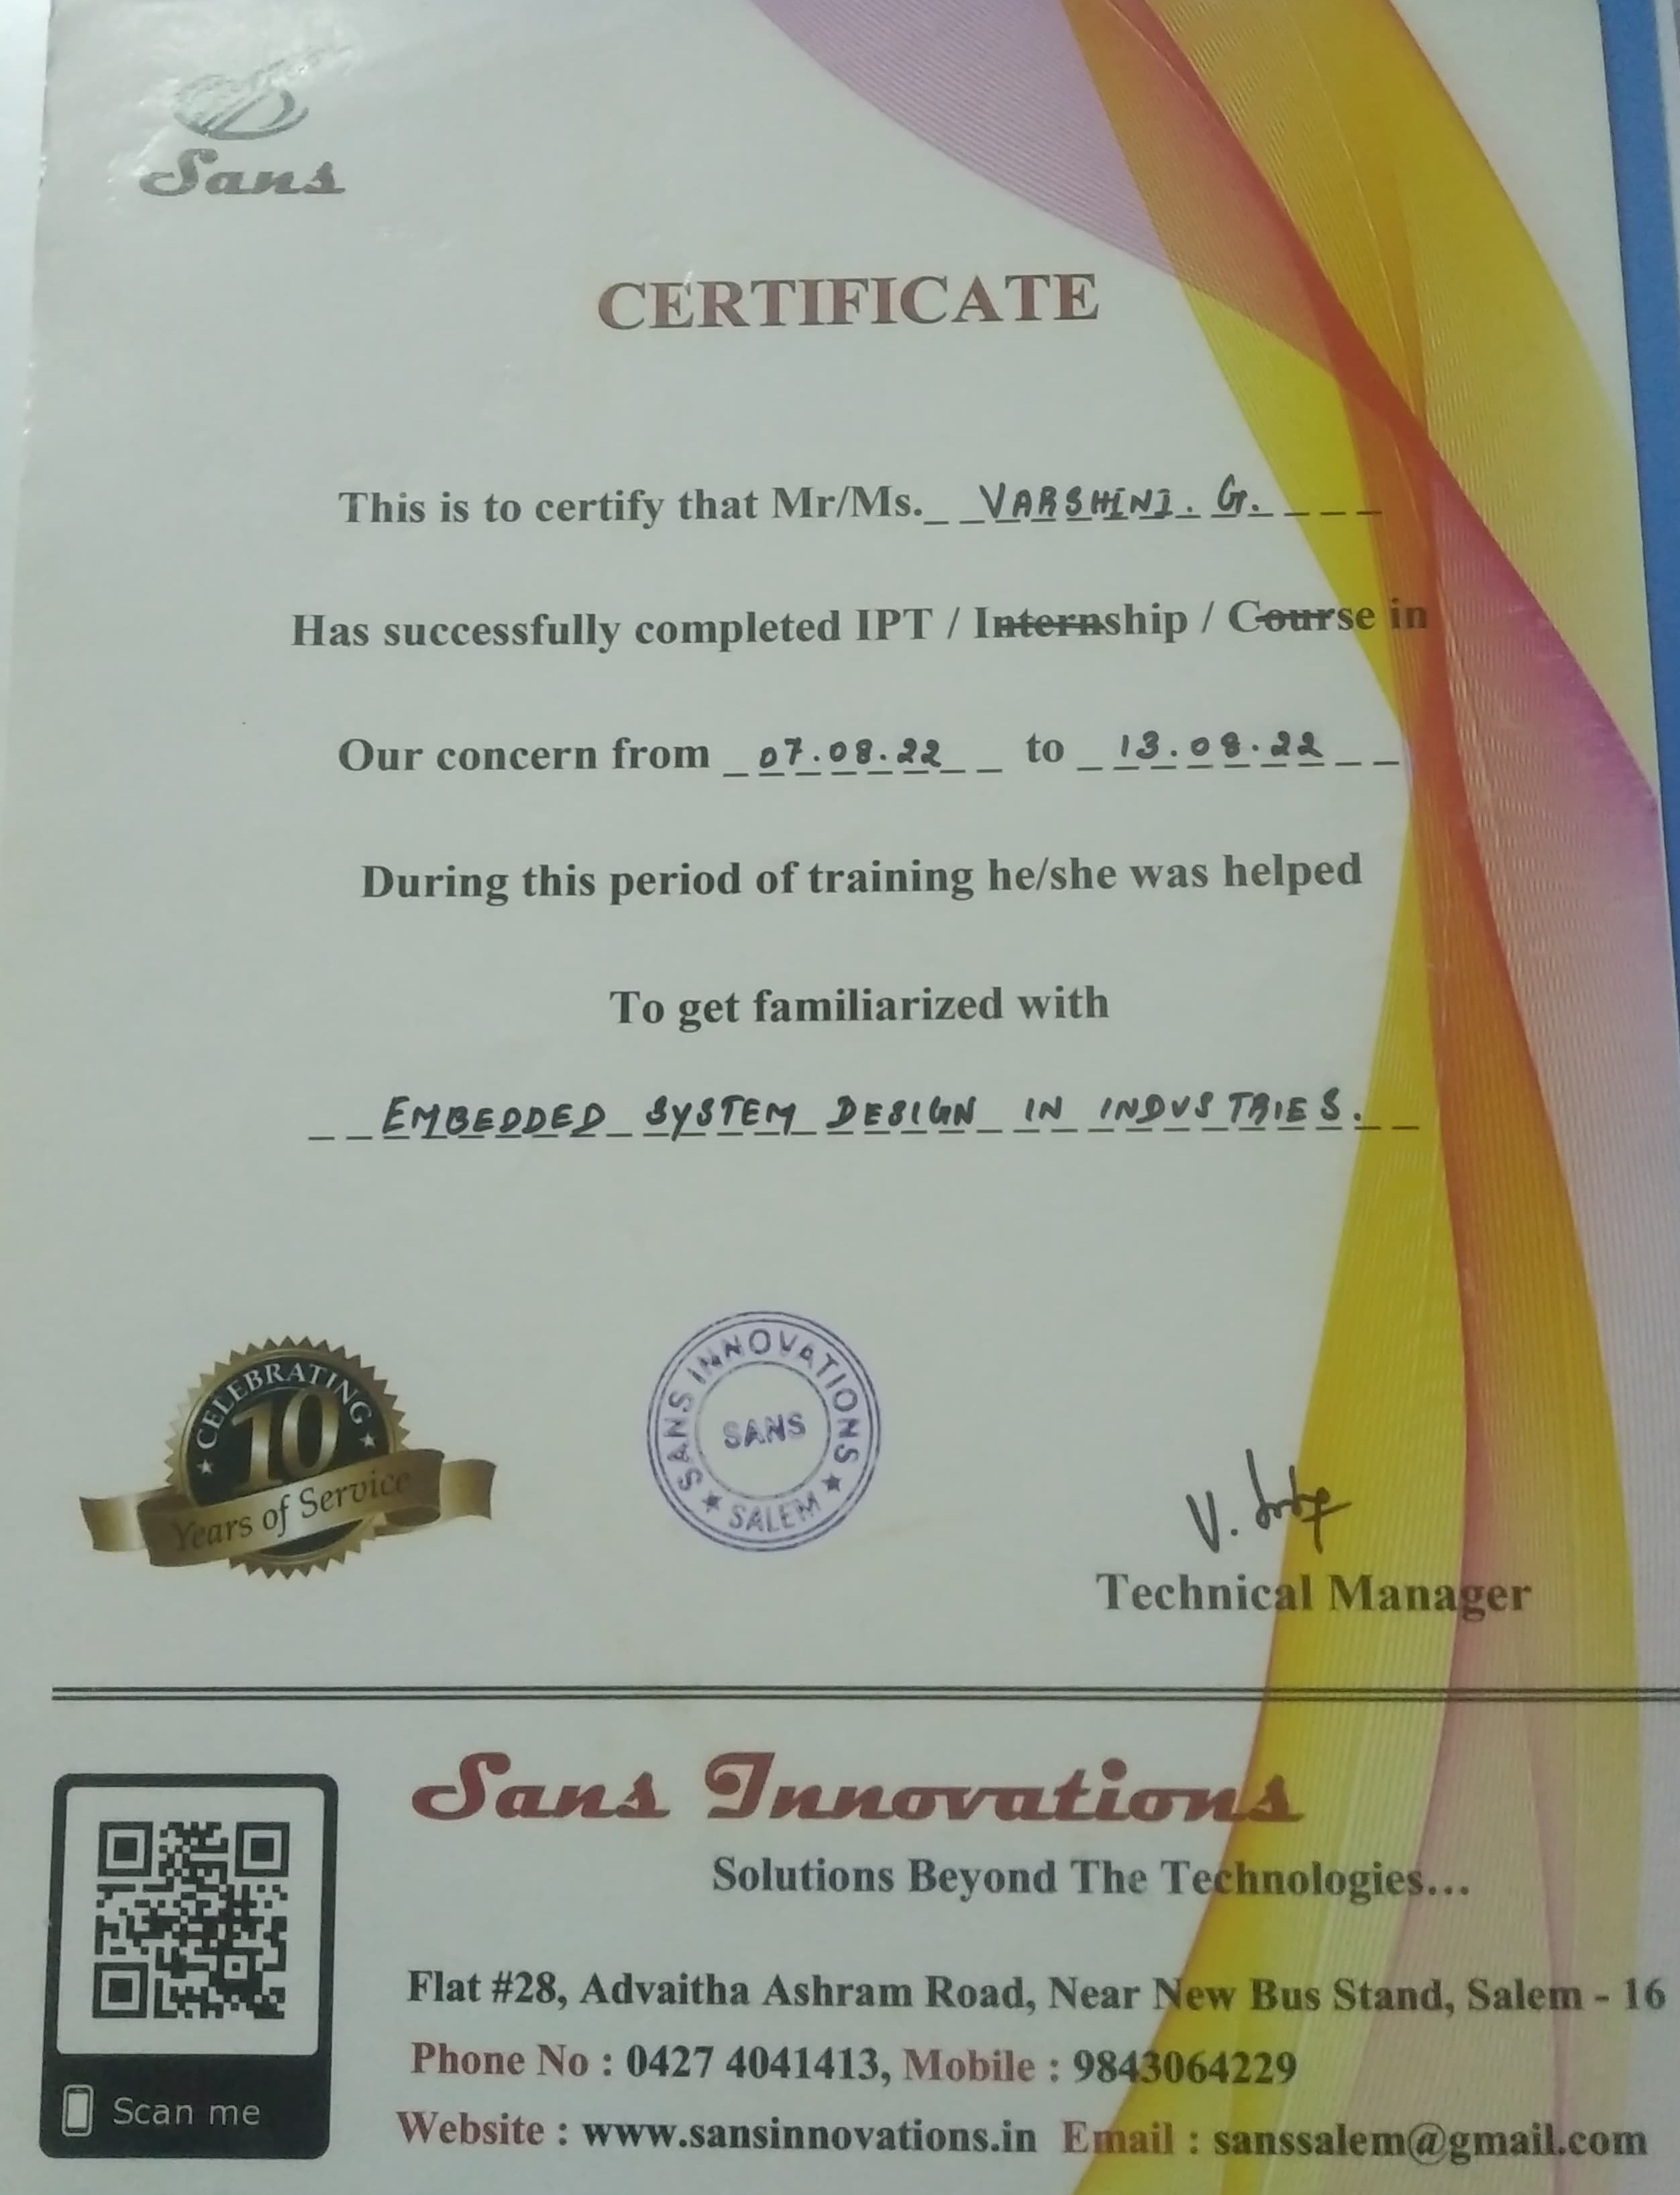 Sans
CERTIFICATE
This is to certify that Mr/Ms. VARSHINI. G.
Has successfully completed IPT / Internship / Course in
Our concern from 07.08.22 to 13.08.22
During this period of training he/she was helped
To get familiarized with
EMBEDDED SYSTEM DESIGN IN INDUSTRIES.
CELEBRATING
10
Years of Service
SANS INNOVATIONS
SANS
SALEM
V.
Technical Manager
Sans Innovations
Solutions Beyond The Technologies...
Flat #28, Advaitha Ashram Road, Near New Bus Stand, Salem - 16
Phone No : 0427 4041413, Mobile : 9843064229
Website : www.sansinnovations.in Email : sanssalem@gmail.com
Scan me